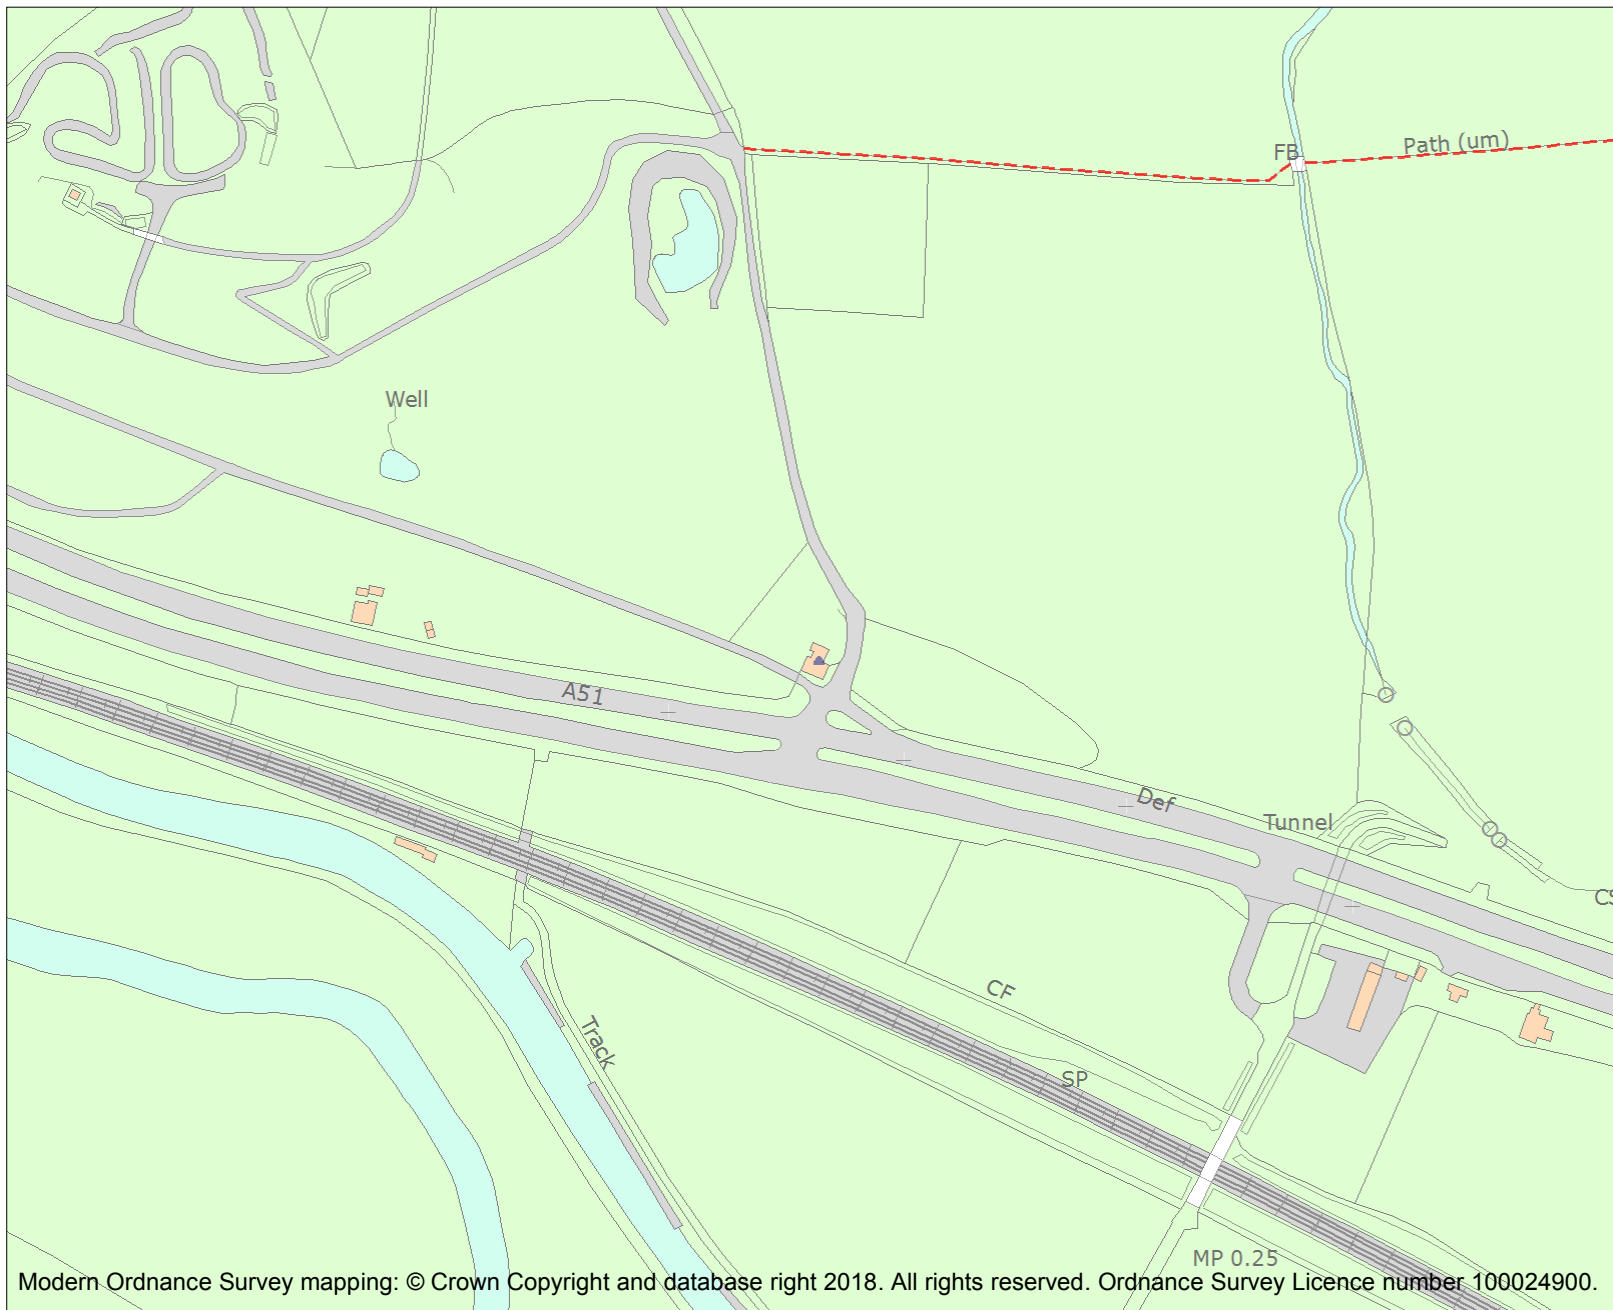 Path (um)
FB
Well
A51
Def
Tunnel
CS
CF
Track
SP
MP 0.25
Modern Ordnance Survey mapping: © Crown Copyright and database right 2018. All rights reserved. Ordnance Survey Licence number 100024900.